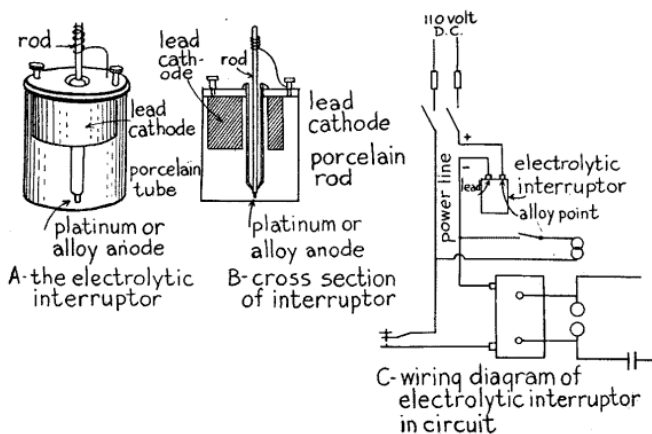 rod
lead
cathode
porcelain
tube
platinum or
alloy anode
A-the electrolytic
interruptor
lead
cath-
ode
rod
lead
cathode
porcelain
rod
platinum or
alloy anode
B-cross section
of interruptor
110 volt
D.C.
+
-
lead
electrolytic
interruptor
alloy point
power line
C-wiring diagram of
electrolytic interruptor
in circuit